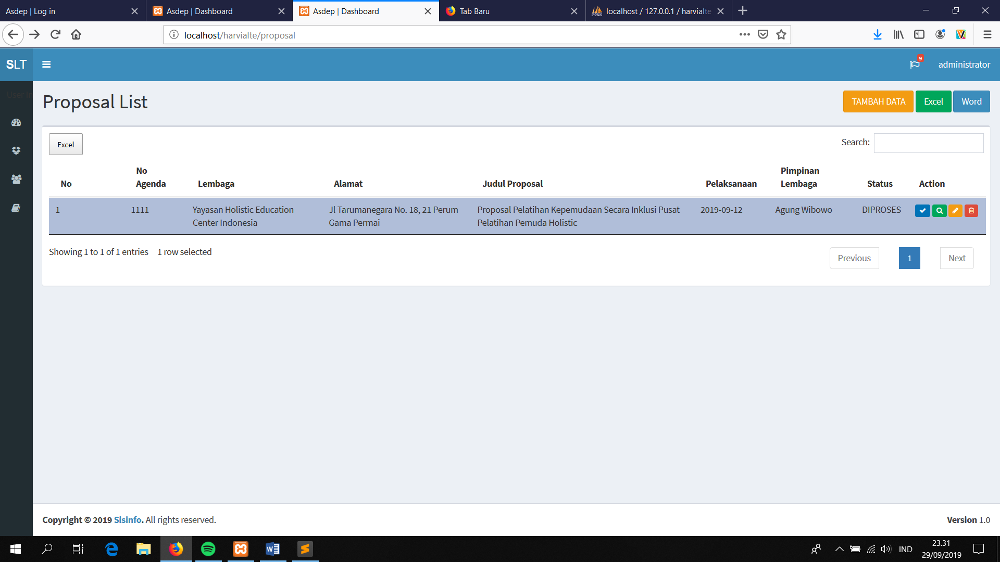 Asdep | Log in
Asdep | Dashboard
Asdep | Dashboard
Tab Baru
localhost / 127.0.0.1 / harvialte
localhost/harvialte/proposal
SLT
9
administrator
User li
Proposal List
TAMBAH DATA
Excel
Word
Excel
Search:
No
No Agenda
Lembaga
Alamat
Judul Proposal
Pelaksanaan
Pimpinan Lembaga
Status
Action
1
1111
Yayasan Holistic Education
Center Indonesia
Jl Tarumanegara No. 18, 21 Perum
Gama Permai
Proposal Pelatihan Kepemudaan Secara Inklusi Pusat
Pelatihan Pemuda Holistic
2019-09-12
Agung Wibowo
DIPROSES
Showing 1 to 1 of 1 entries 1 row selected
Previous
1
Next
Copyright © 2019 Sisinfo. All rights reserved.
Version 1.0
IND
23.31
29/09/2019